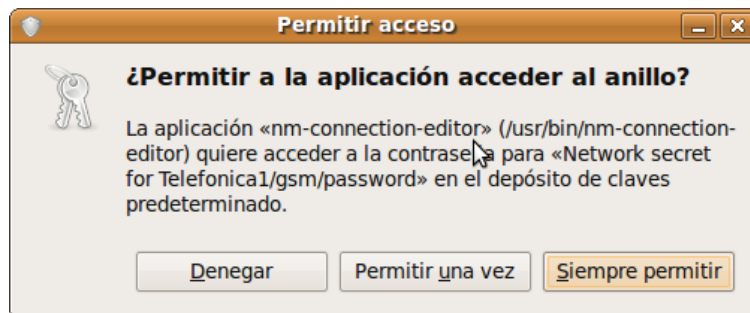 Permitir acceso
¿Permitir a la aplicación acceder al anillo?
La aplicación «nm-connection-editor» (/usr/bin/nm-connection-
editor) quiere acceder a la contraseña para «Network secret
for Telefonica1/gsm/password» en el depósito de claves
predeterminado.
Denegar
Permitir una vez
Siempre permitir